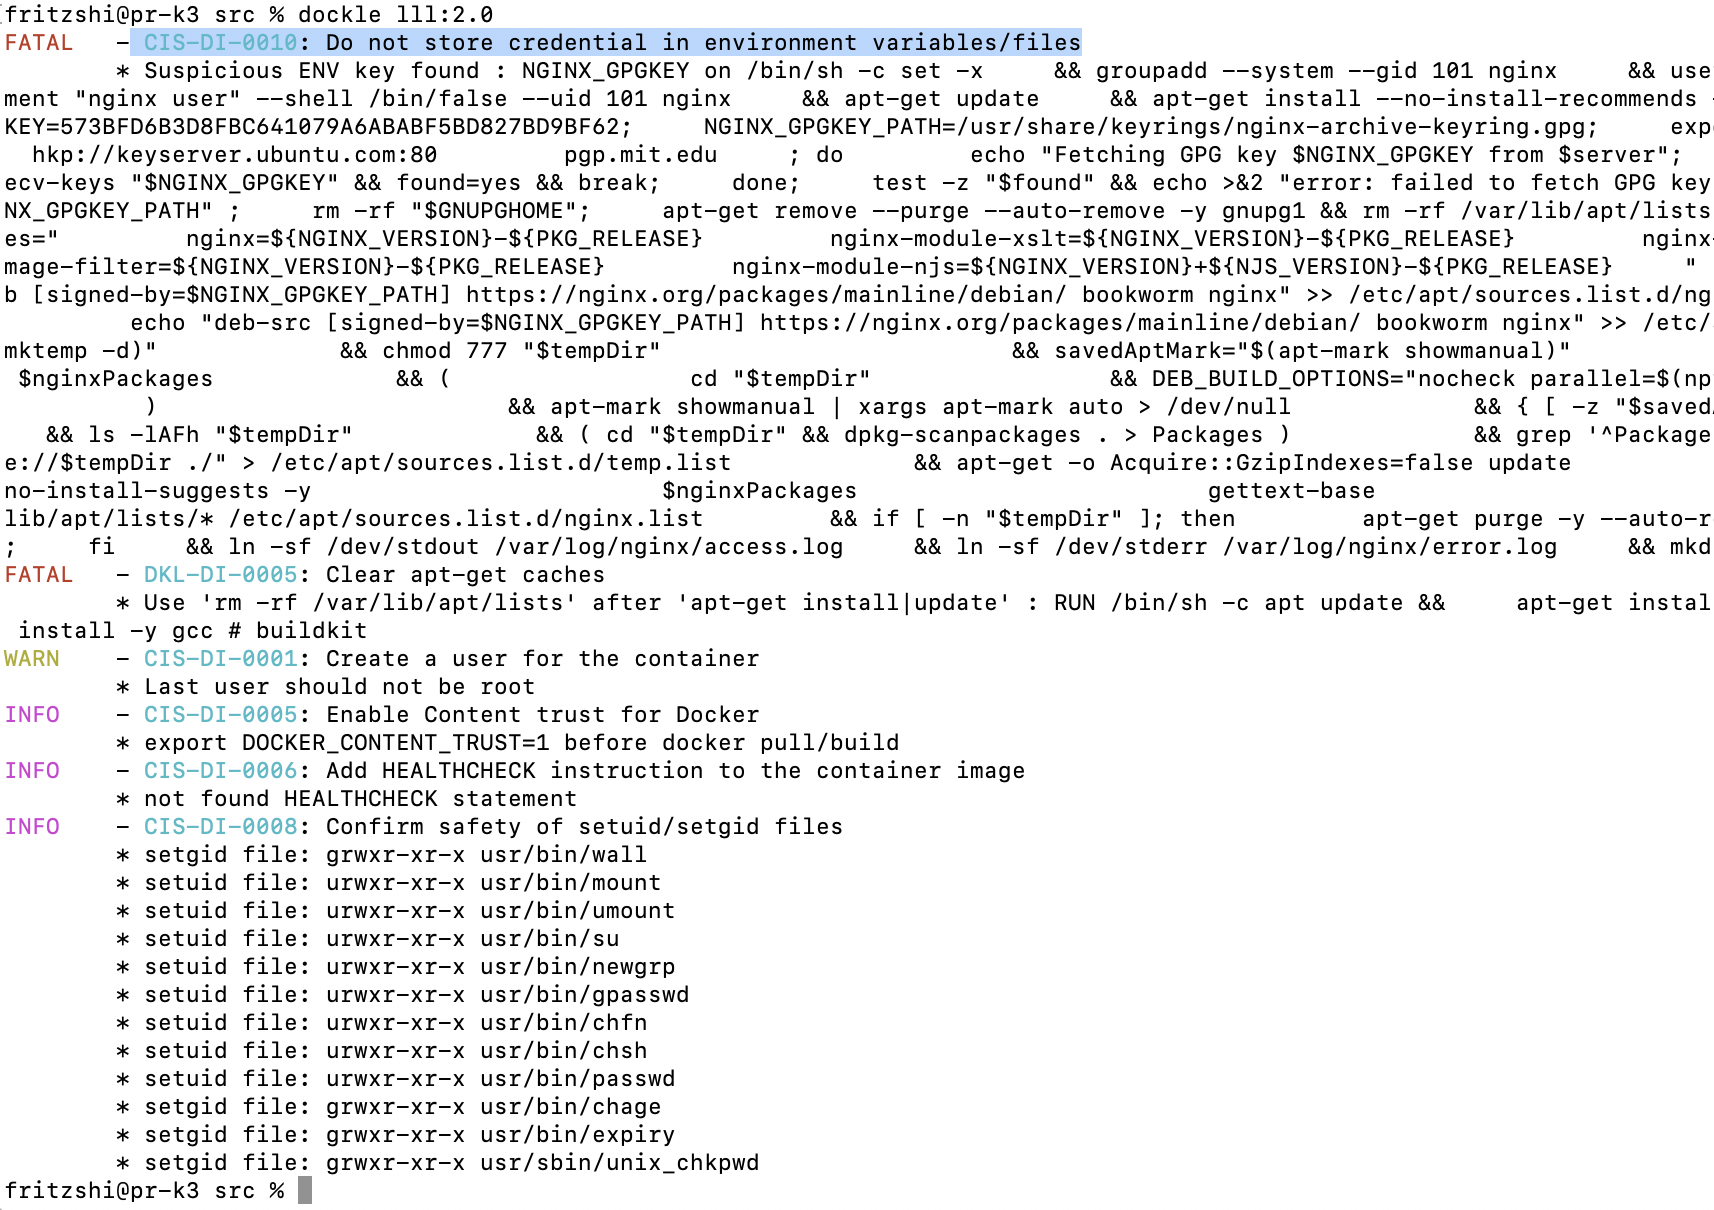 fritzshi@pr-k3 src % dockle lll:2.0
FATAL   - CIS-DI-0010: Do not store credential in environment variables/files
        * Suspicious ENV key found : NGINX_GPGKEY on /bin/sh -c set -x     && groupadd --system --gid 101 nginx     && use
ment "nginx user" --shell /bin/false --uid 101 nginx     && apt-get update     && apt-get install --no-install-recommends -
KEY=573BFD6B3D8FBC641079A6ABABF5BD827BD9BF62;     NGINX_GPGKEY_PATH=/usr/share/keyrings/nginx-archive-keyring.gpg;     exp
  hkp://keyserver.ubuntu.com:80         pgp.mit.edu     ; do         echo "Fetching GPG key $NGINX_GPGKEY from $server";
ecv-keys "$NGINX_GPGKEY" && found=yes && break;     done;     test -z "$found" && echo >&2 "error: failed to fetch GPG key
NX_GPGKEY_PATH" ;     rm -rf "$GNUPGHOME";     apt-get remove --purge --auto-remove -y gnupg1 && rm -rf /var/lib/apt/lists
es="         nginx=${NGINX_VERSION}-${PKG_RELEASE}         nginx-module-xslt=${NGINX_VERSION}-${PKG_RELEASE}         nginx-
mage-filter=${NGINX_VERSION}-${PKG_RELEASE}         nginx-module-njs=${NGINX_VERSION}+${NJS_VERSION}-${PKG_RELEASE}     "
b [signed-by=$NGINX_GPGKEY_PATH] https://nginx.org/packages/mainline/debian/ bookworm nginx" >> /etc/apt/sources.list.d/ng
         echo "deb-src [signed-by=$NGINX_GPGKEY_PATH] https://nginx.org/packages/mainline/debian/ bookworm nginx" >> /etc/
mktemp -d)"             && chmod 777 "$tempDir"                         && savedAptMark="$(apt-mark showmanual)"
 $nginxPackages             && (                 cd "$tempDir"                 && DEB_BUILD_OPTIONS="nocheck parallel=$(np
          )                         && apt-mark showmanual | xargs apt-mark auto > /dev/null             && { [ -z "$savedA
   && ls -lAFh "$tempDir"             && ( cd "$tempDir" && dpkg-scanpackages . > Packages )             && grep '^Package
e://$tempDir ./" > /etc/apt/sources.list.d/temp.list             && apt-get -o Acquire::GzipIndexes=false update
no-install-suggests -y                         $nginxPackages                         gettext-base
lib/apt/lists/* /etc/apt/sources.list.d/nginx.list         && if [ -n "$tempDir" ]; then         apt-get purge -y --auto-r
;     fi     && ln -sf /dev/stdout /var/log/nginx/access.log     && ln -sf /dev/stderr /var/log/nginx/error.log     && mkd
FATAL   - DKL-DI-0005: Clear apt-get caches
        * Use 'rm -rf /var/lib/apt/lists' after 'apt-get install|update' : RUN /bin/sh -c apt update &&     apt-get instal
 install -y gcc # buildkit
WARN    - CIS-DI-0001: Create a user for the container
        * Last user should not be root
INFO    - CIS-DI-0005: Enable Content trust for Docker
        * export DOCKER_CONTENT_TRUST=1 before docker pull/build
INFO    - CIS-DI-0006: Add HEALTHCHECK instruction to the container image
        * not found HEALTHCHECK statement
INFO    - CIS-DI-0008: Confirm safety of setuid/setgid files
        * setgid file: grwxr-xr-x usr/bin/wall
        * setuid file: urwxr-xr-x usr/bin/mount
        * setuid file: urwxr-xr-x usr/bin/umount
        * setuid file: urwxr-xr-x usr/bin/su
        * setuid file: urwxr-xr-x usr/bin/newgrp
        * setuid file: urwxr-xr-x usr/bin/gpasswd
        * setuid file: urwxr-xr-x usr/bin/chfn
        * setuid file: urwxr-xr-x usr/bin/chsh
        * setuid file: urwxr-xr-x usr/bin/passwd
        * setgid file: grwxr-xr-x usr/bin/chage
        * setgid file: grwxr-xr-x usr/bin/expiry
        * setgid file: grwxr-xr-x usr/sbin/unix_chkpwd
fritzshi@pr-k3 src %